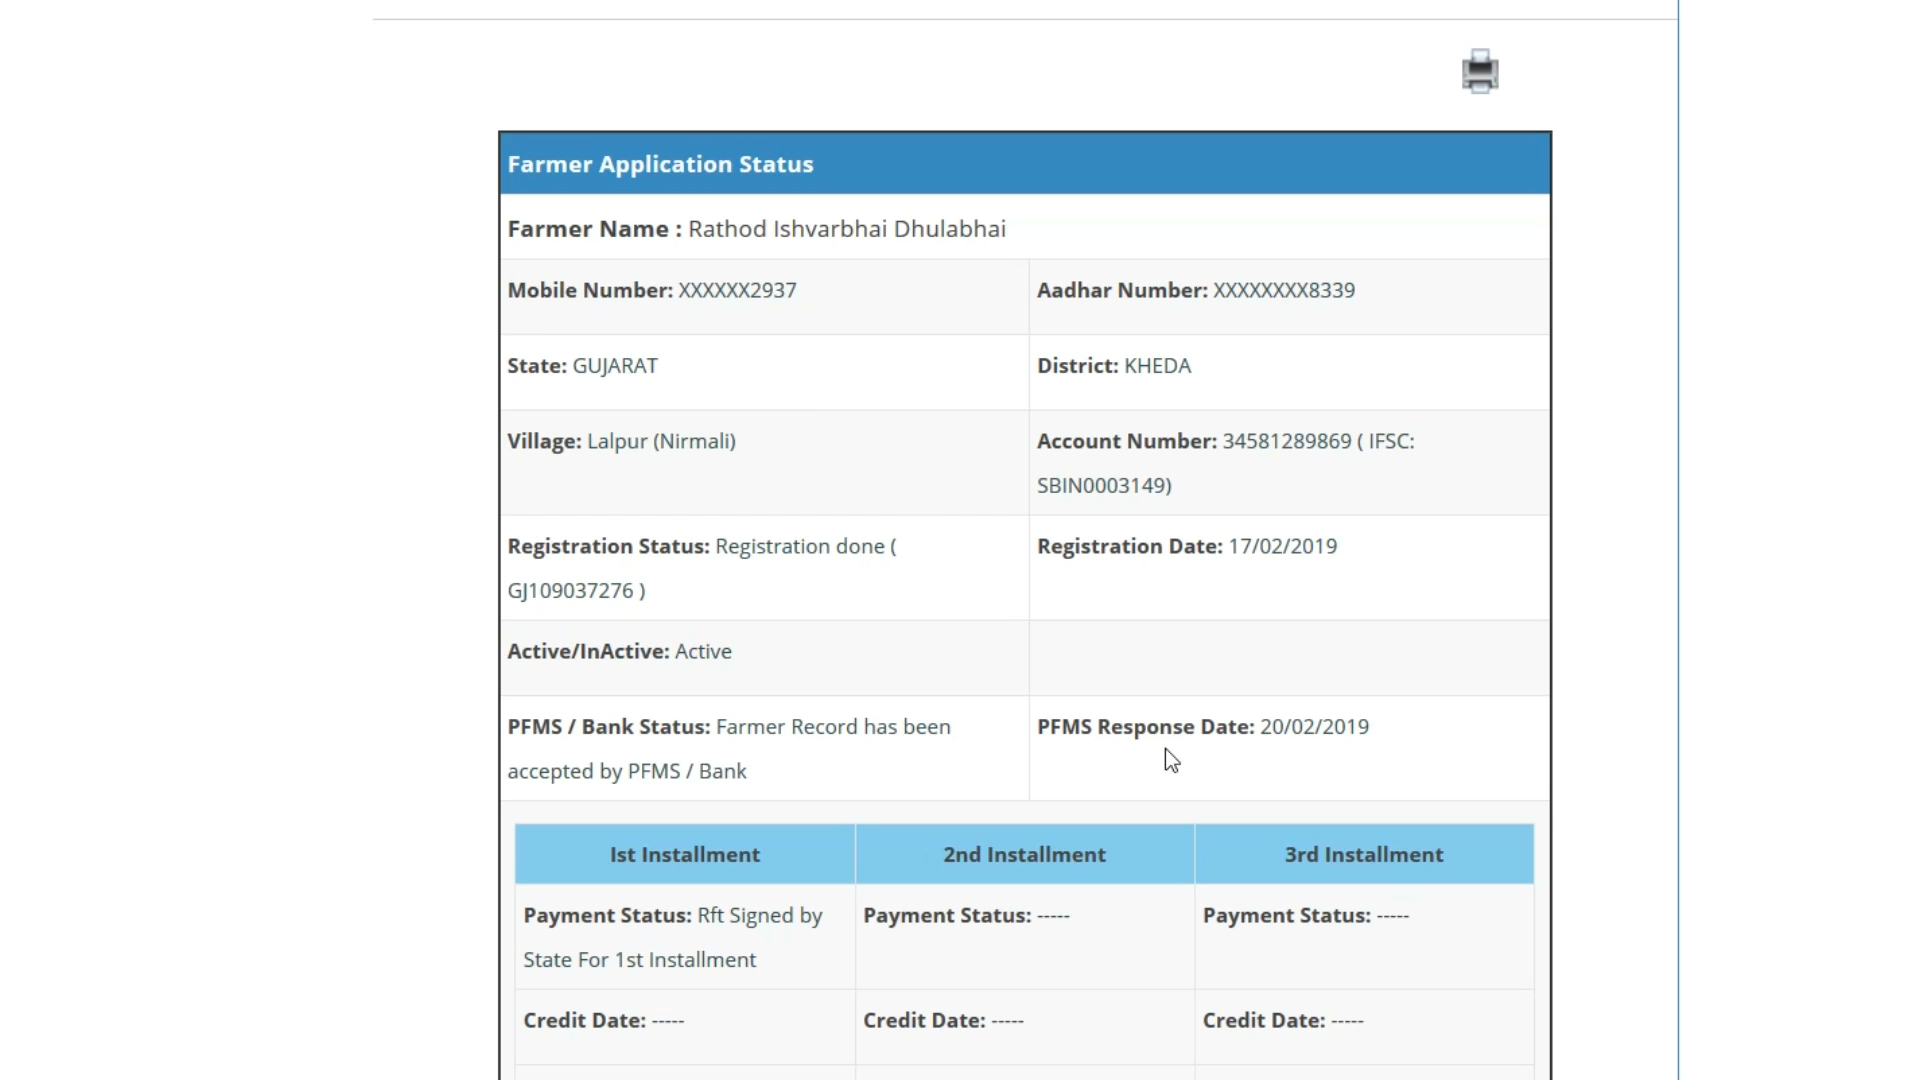 Farmer Application Status
Farmer Name : Rathod Ishvarbhai Dhulabhai
Mobile Number: XXXXXX2937
Aadhar Number: XXXXXXXX8339
State: GUJARAT
District: KHEDA
Village: Lalpur (Nirmali)
Account Number: 34581289869 ( IFSC:
SBIN0003149)
Registration Status: Registration done (
GJ109037276 )
Registration Date: 17/02/2019
Active/InActive: Active
PFMS / Bank Status: Farmer Record has been
accepted by PFMS / Bank
PFMS Response Date: 20/02/2019
Ist Installment
2nd Installment
3rd Installment
Payment Status: Rft Signed by
State For 1st Installment
Payment Status: -----
Payment Status: -----
Credit Date: -----
Credit Date: -----
Credit Date: -----